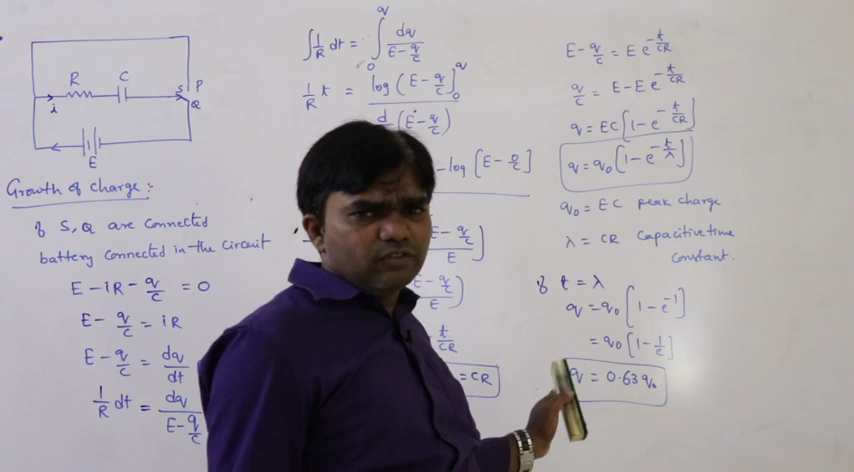 R C S P
i Q
E
Growth of charge :-
If S, Q are connected
battery connected in the circuit
E - iR - q/c = 0
E - q/c = iR
E - q/c = dq/dt
1/R dt = dq/(E - q/c)
∫ 1/R dt = ∫₀^q dq/(E - q/c)
1/R t = log (E - q/c)]₀^q / d/ (E - q/c)
- log [E - 0/c]
E - q/c) / E
E - q/c) / E
t/CR
= CR
E - q/c = E e^(-t/CR)
q/c = E - E e^(-t/CR)
q = EC [1 - e^(-t/CR)]
q = q₀ [1 - e^(-t/λ)]
q₀ = EC peak charge
λ = CR Capacitive time
constant.
If t = λ
q = q₀ [1 - e^(-1)]
= q₀ [1 - 1/e]
q = 0.63 q₀